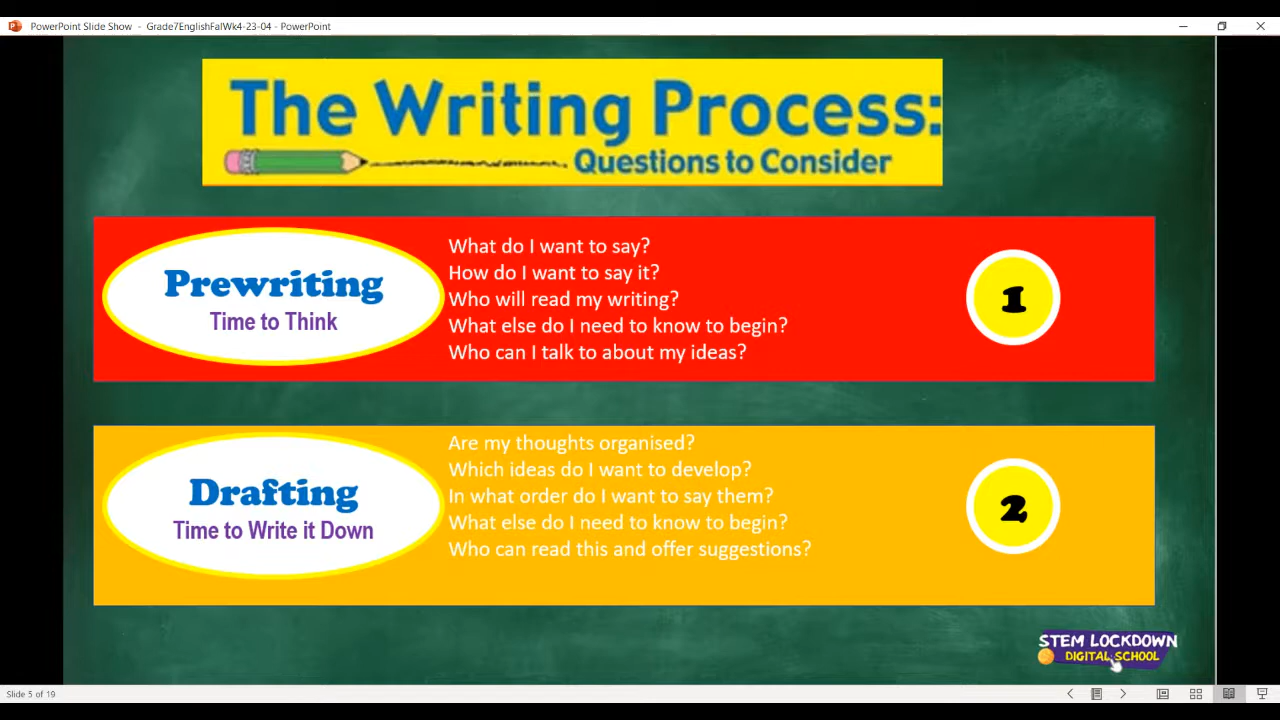 PowerPoint Slide Show - Grade7EnglishFalWk4-23-04 - PowerPoint
The Writing Process:
Questions to Consider
Prewriting
Time to Think
What do I want to say?
How do I want to say it?
Who will read my writing?
What else do I need to know to begin?
Who can I talk to about my ideas?
1
Drafting
Time to Write it Down
Are my thoughts organised?
Which ideas do I want to develop?
In what order do I want to say them?
What else do I need to know to begin?
Who can read this and offer suggestions?
2
STEM LOCKDOWN
DIGITAL SCHOOL
Slide 5 of 19